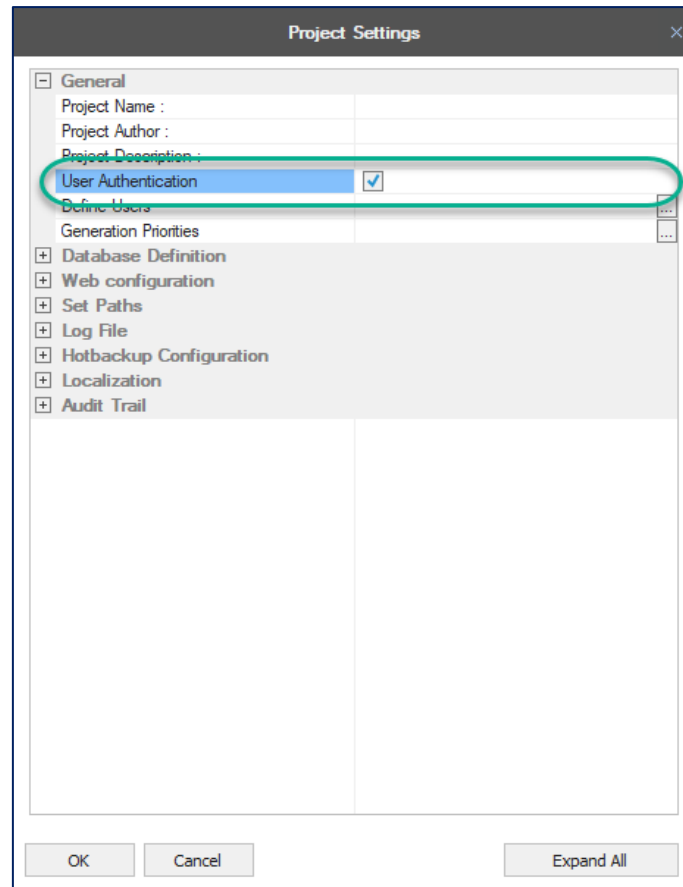 Project Settings
General
Project Name :
Project Author :
Project Description :
User Authentication
Define Users
...
Generation Priorities
...
Database Definition
Web configuration
Set Paths
Log File
Hotbackup Configuration
Localization
Audit Trail
OK Cancel Expand All